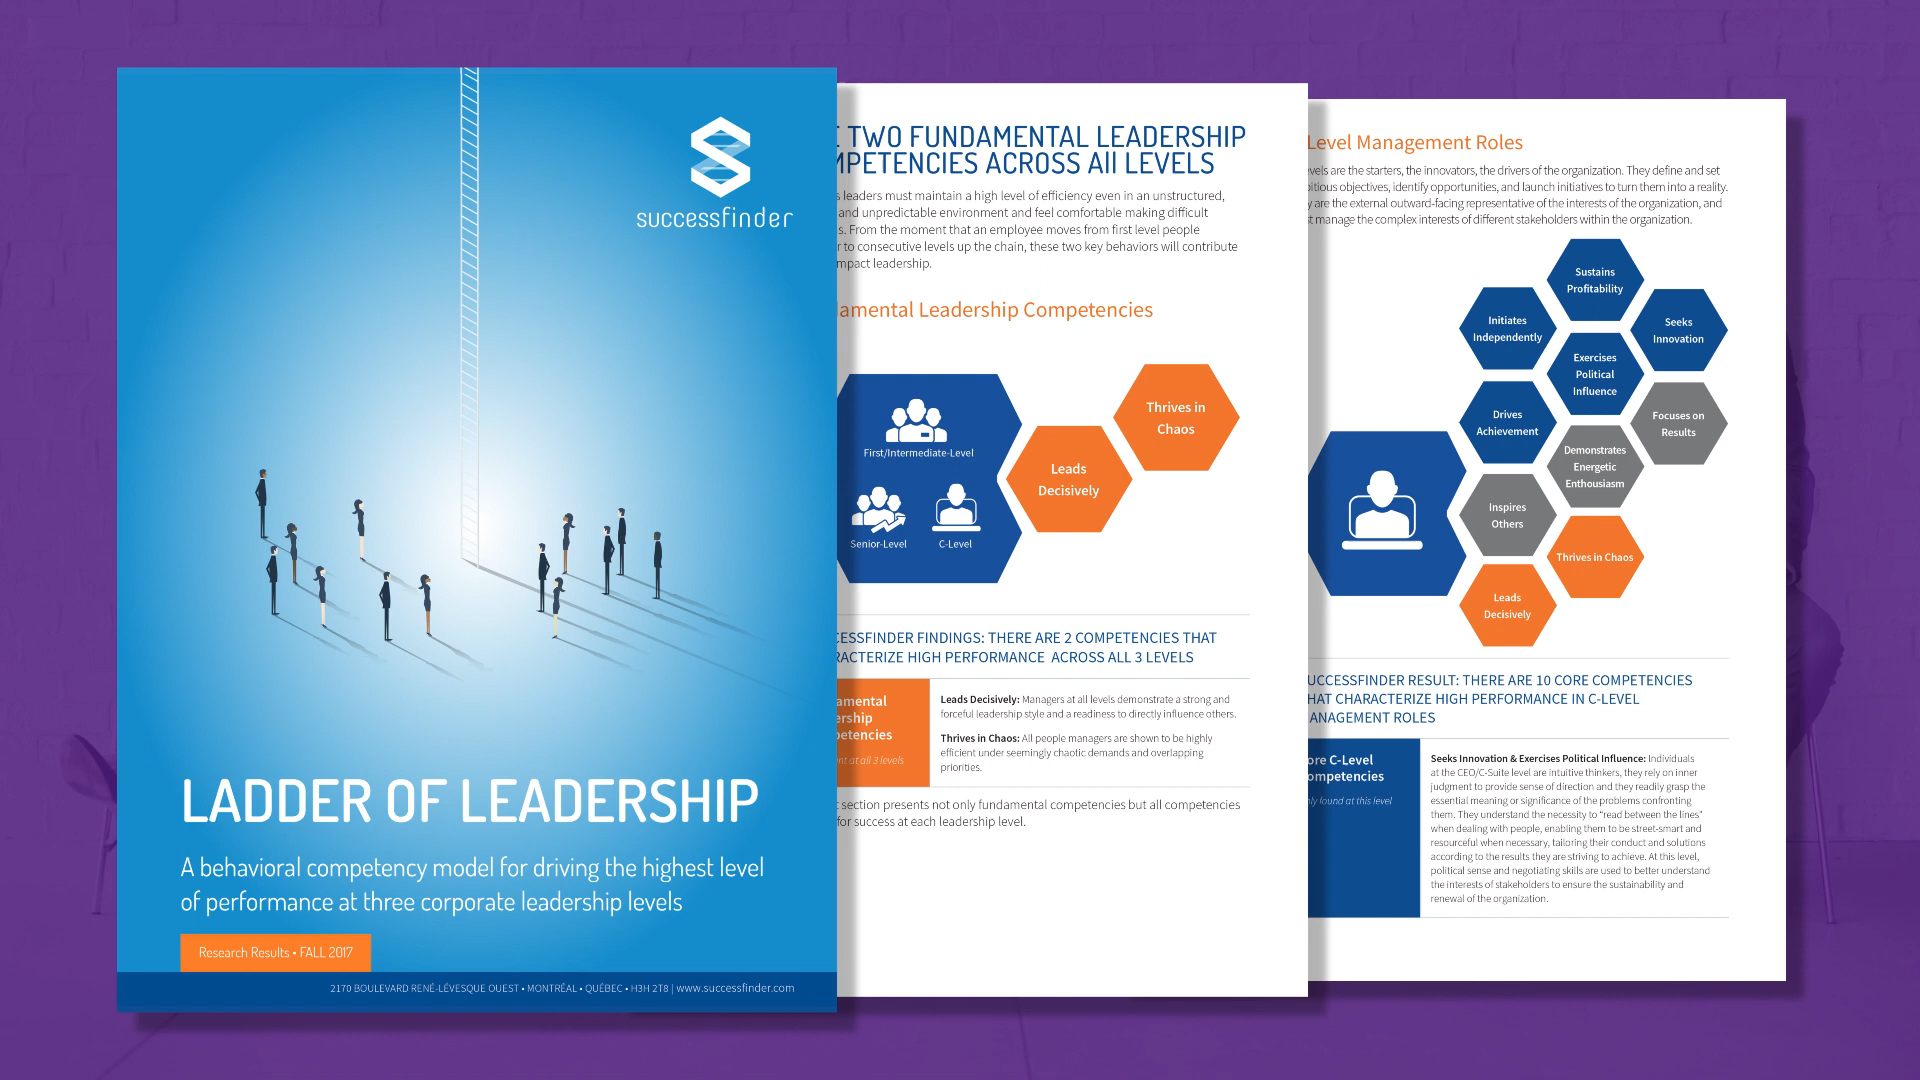 successfinder
LADDER OF LEADERSHIP
A behavioral competency model for driving the highest level
of performance at three corporate leadership levels
Research Results • FALL 2017
2170 BOULEVARD RENÉ-LÉVESQUE OUEST • MONTRÉAL • QUÉBEC • H3H 2T8 | www.successfinder.com
TWO FUNDAMENTAL LEADERSHIP
MPETENCIES ACROSS All LEVELS
s leaders must maintain a high level of efficiency even in an unstructured,
and unpredictable environment and feel comfortable making difficult
s. From the moment that an employee moves from first level people
r to consecutive levels up the chain, these two key behaviors will contribute
mpact leadership.
amental Leadership Competencies
First/Intermediate-Level
Senior-Level
C-Level
Leads
Decisively
Thrives in
Chaos
CESSFINDER FINDINGS: THERE ARE 2 COMPETENCIES THAT
RACTERIZE HIGH PERFORMANCE ACROSS ALL 3 LEVELS
amental
ership
petencies
nt at all 3 levels
Leads Decisively: Managers at all levels demonstrate a strong and
forceful leadership style and a readiness to directly influence others.
Thrives in Chaos: All people managers are shown to be highly
efficient under seemingly chaotic demands and overlapping
priorities.
t section presents not only fundamental competencies but all competencies
for success at each leadership level.
Level Management Roles
evels are the starters, the innovators, the drivers of the organization. They define and set
bitious objectives, identify opportunities, and launch initiatives to turn them into a reality.
y are the external outward-facing representative of the interests of the organization, and
st manage the complex interests of different stakeholders within the organization.
Sustains
Profitability
Initiates
Independently
Seeks
Innovation
Exercises
Political
Influence
Drives
Achievement
Focuses on
Results
Demonstrates
Energetic
Enthusiasm
Inspires
Others
Thrives in Chaos
Leads
Decisively
UCCESSFINDER RESULT: THERE ARE 10 CORE COMPETENCIES
HAT CHARACTERIZE HIGH PERFORMANCE IN C-LEVEL
ANAGEMENT ROLES
ore C-Level
ompetencies
nly found at this level
Seeks Innovation & Exercises Political Influence: Individuals
at the CEO/C-Suite level are intuitive thinkers, they rely on inner
judgment to provide sense of direction and they readily grasp the
essential meaning or significance of the problems confronting
them. They understand the necessity to “read between the lines”
when dealing with people, enabling them to be street-smart and
resourceful when necessary, tailoring their conduct and solutions
according to the results they are striving to achieve. At this level,
political sense and negotiating skills are used to better understand
the interests of stakeholders to ensure the sustainability and
renewal of the organization.